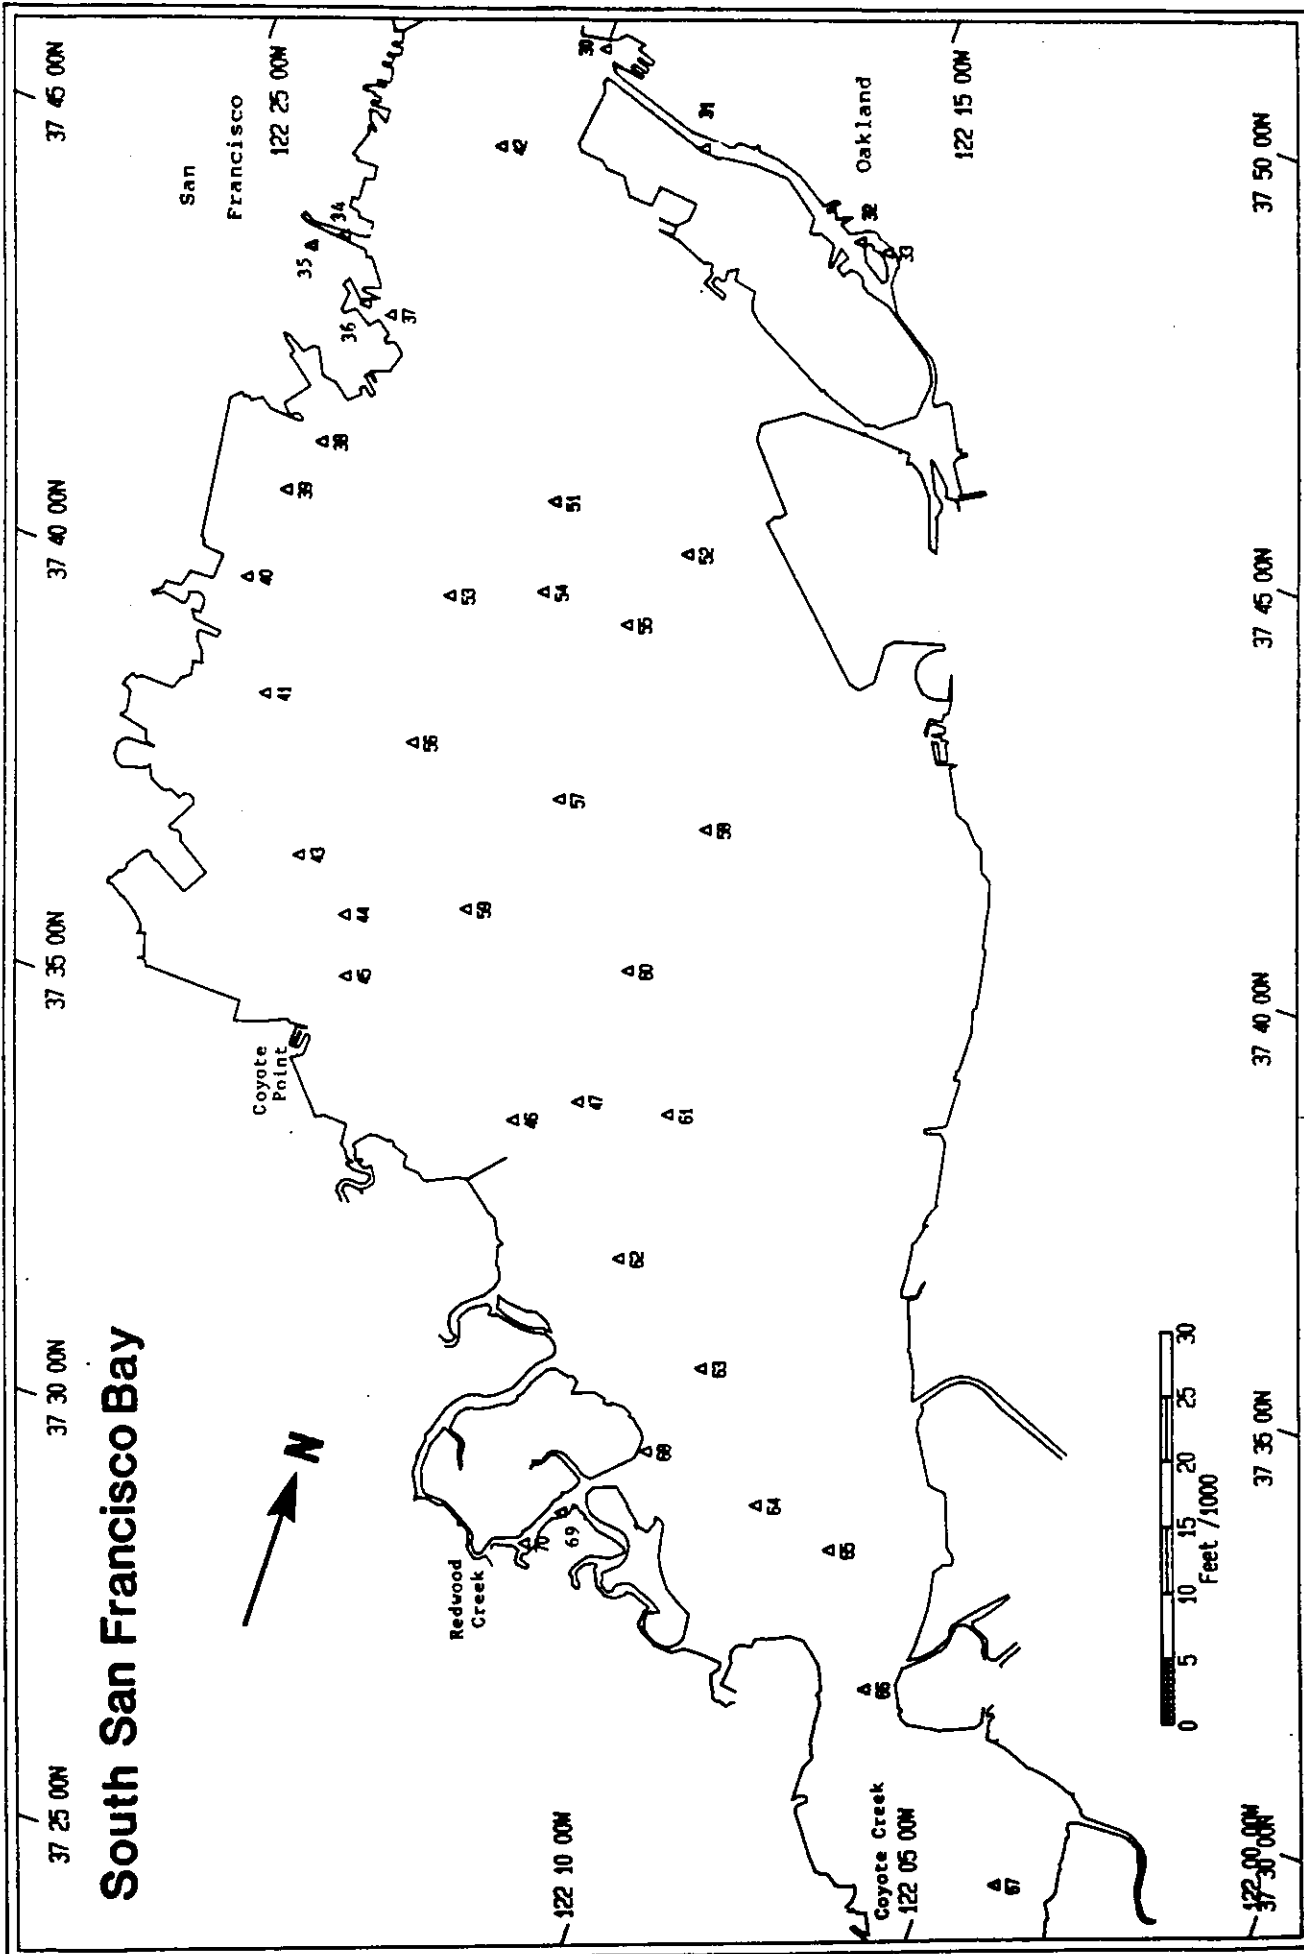 37 25 00N
37 30 00N
37 35 00N
37 40 00N
37 45 00N
South San Francisco Bay
N
San
Francisco
122 25 00W
Coyote
Point
Redwood
Creek
35
34
36
37
38
39
40
41
42
43
44
45
46
47
51
52
53
54
55
56
57
58
59
60
61
62
63
64
65
66
67
68
69
70
30
31
32
33
Oakland
122 15 00W
122 10 00W
Coyote Creek
122 05 00W
0 5 10 15 20 25 30
Feet /1000
122 00 00W
37 30 00N
37 35 00N
37 40 00N
37 45 00N
37 50 00N